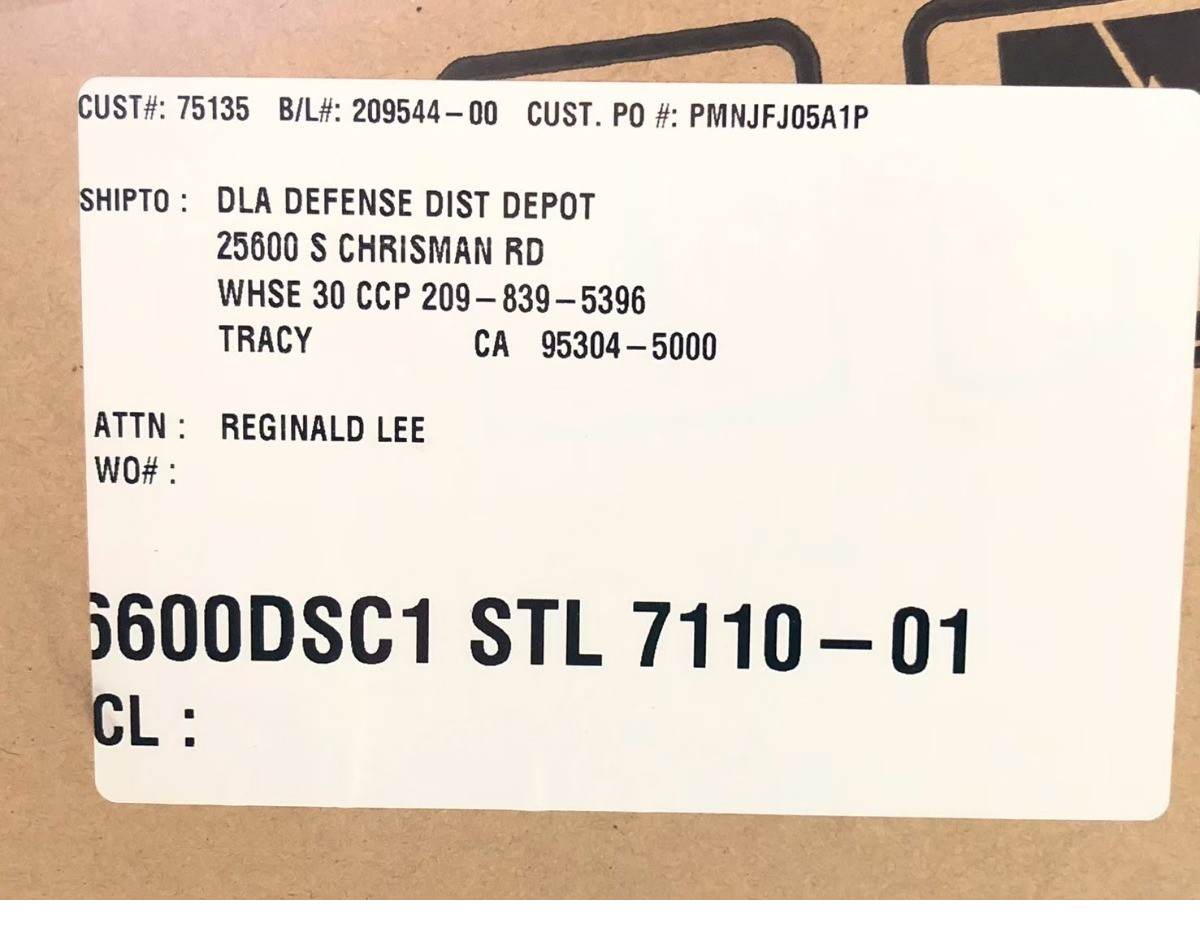 CUST#: 75135 B/L#: 209544-00 CUST. PO #: PMNJFJ05A1P
SHIPTO : DLA DEFENSE DIST DEPOT
25600 S CHRISMAN RD
WHSE 30 CCP 209-839-5396
TRACY CA 95304-5000
ATTN : REGINALD LEE
WO# :
6600DSC1 STL 7110-01
CL :